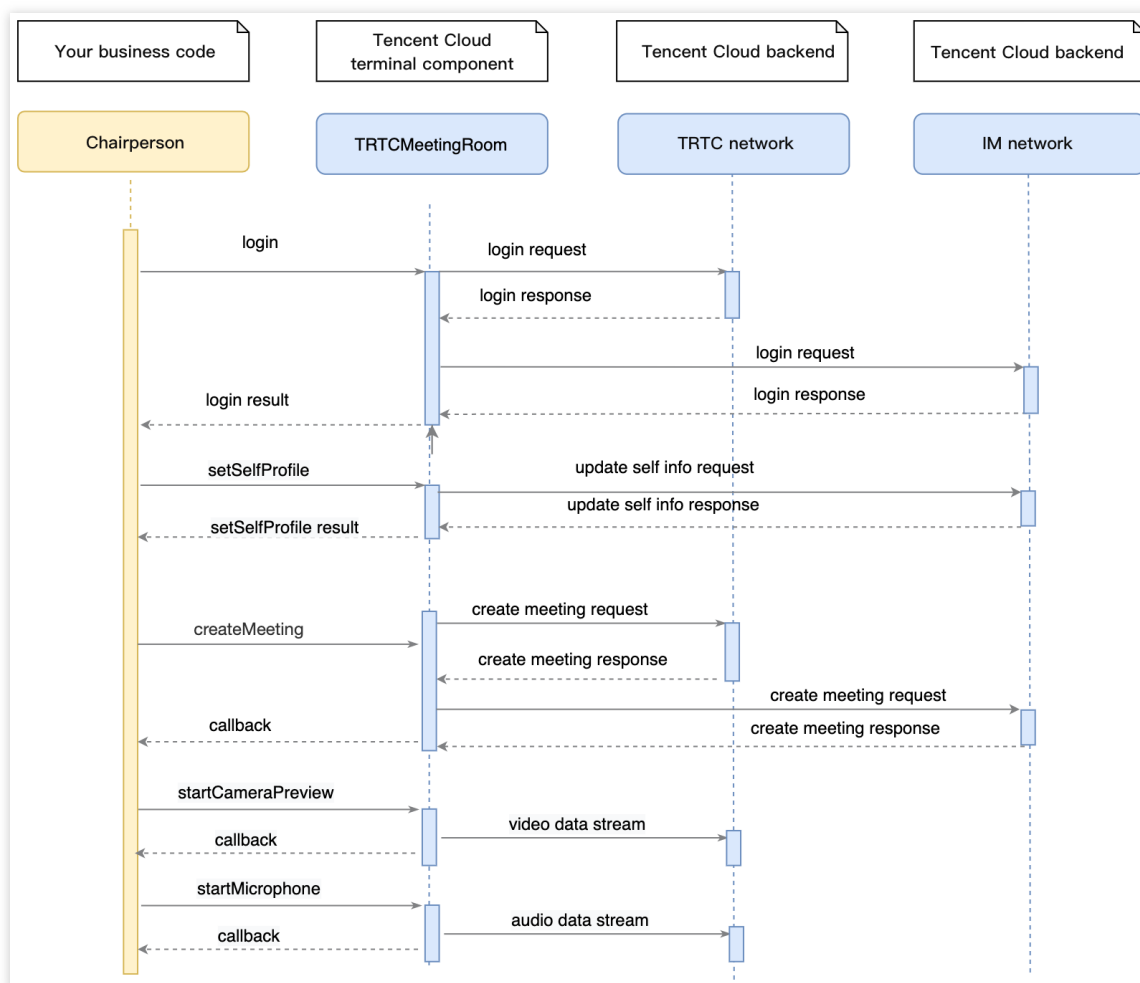 Your business code
Tencent Cloud
terminal component
Tencent Cloud backend
Tencent Cloud backend
Chairperson
TRTCMeetingRoom
TRTC network
IM network
login
login request
login response
login request
login response
login result
setSelfProfile
update self info request
update self info response
setSelfProfile result
create meeting request
createMeeting
create meeting response
create meeting request
callback
create meeting response
startCameraPreview
video data stream
callback
startMicrophone
audio data stream
callback